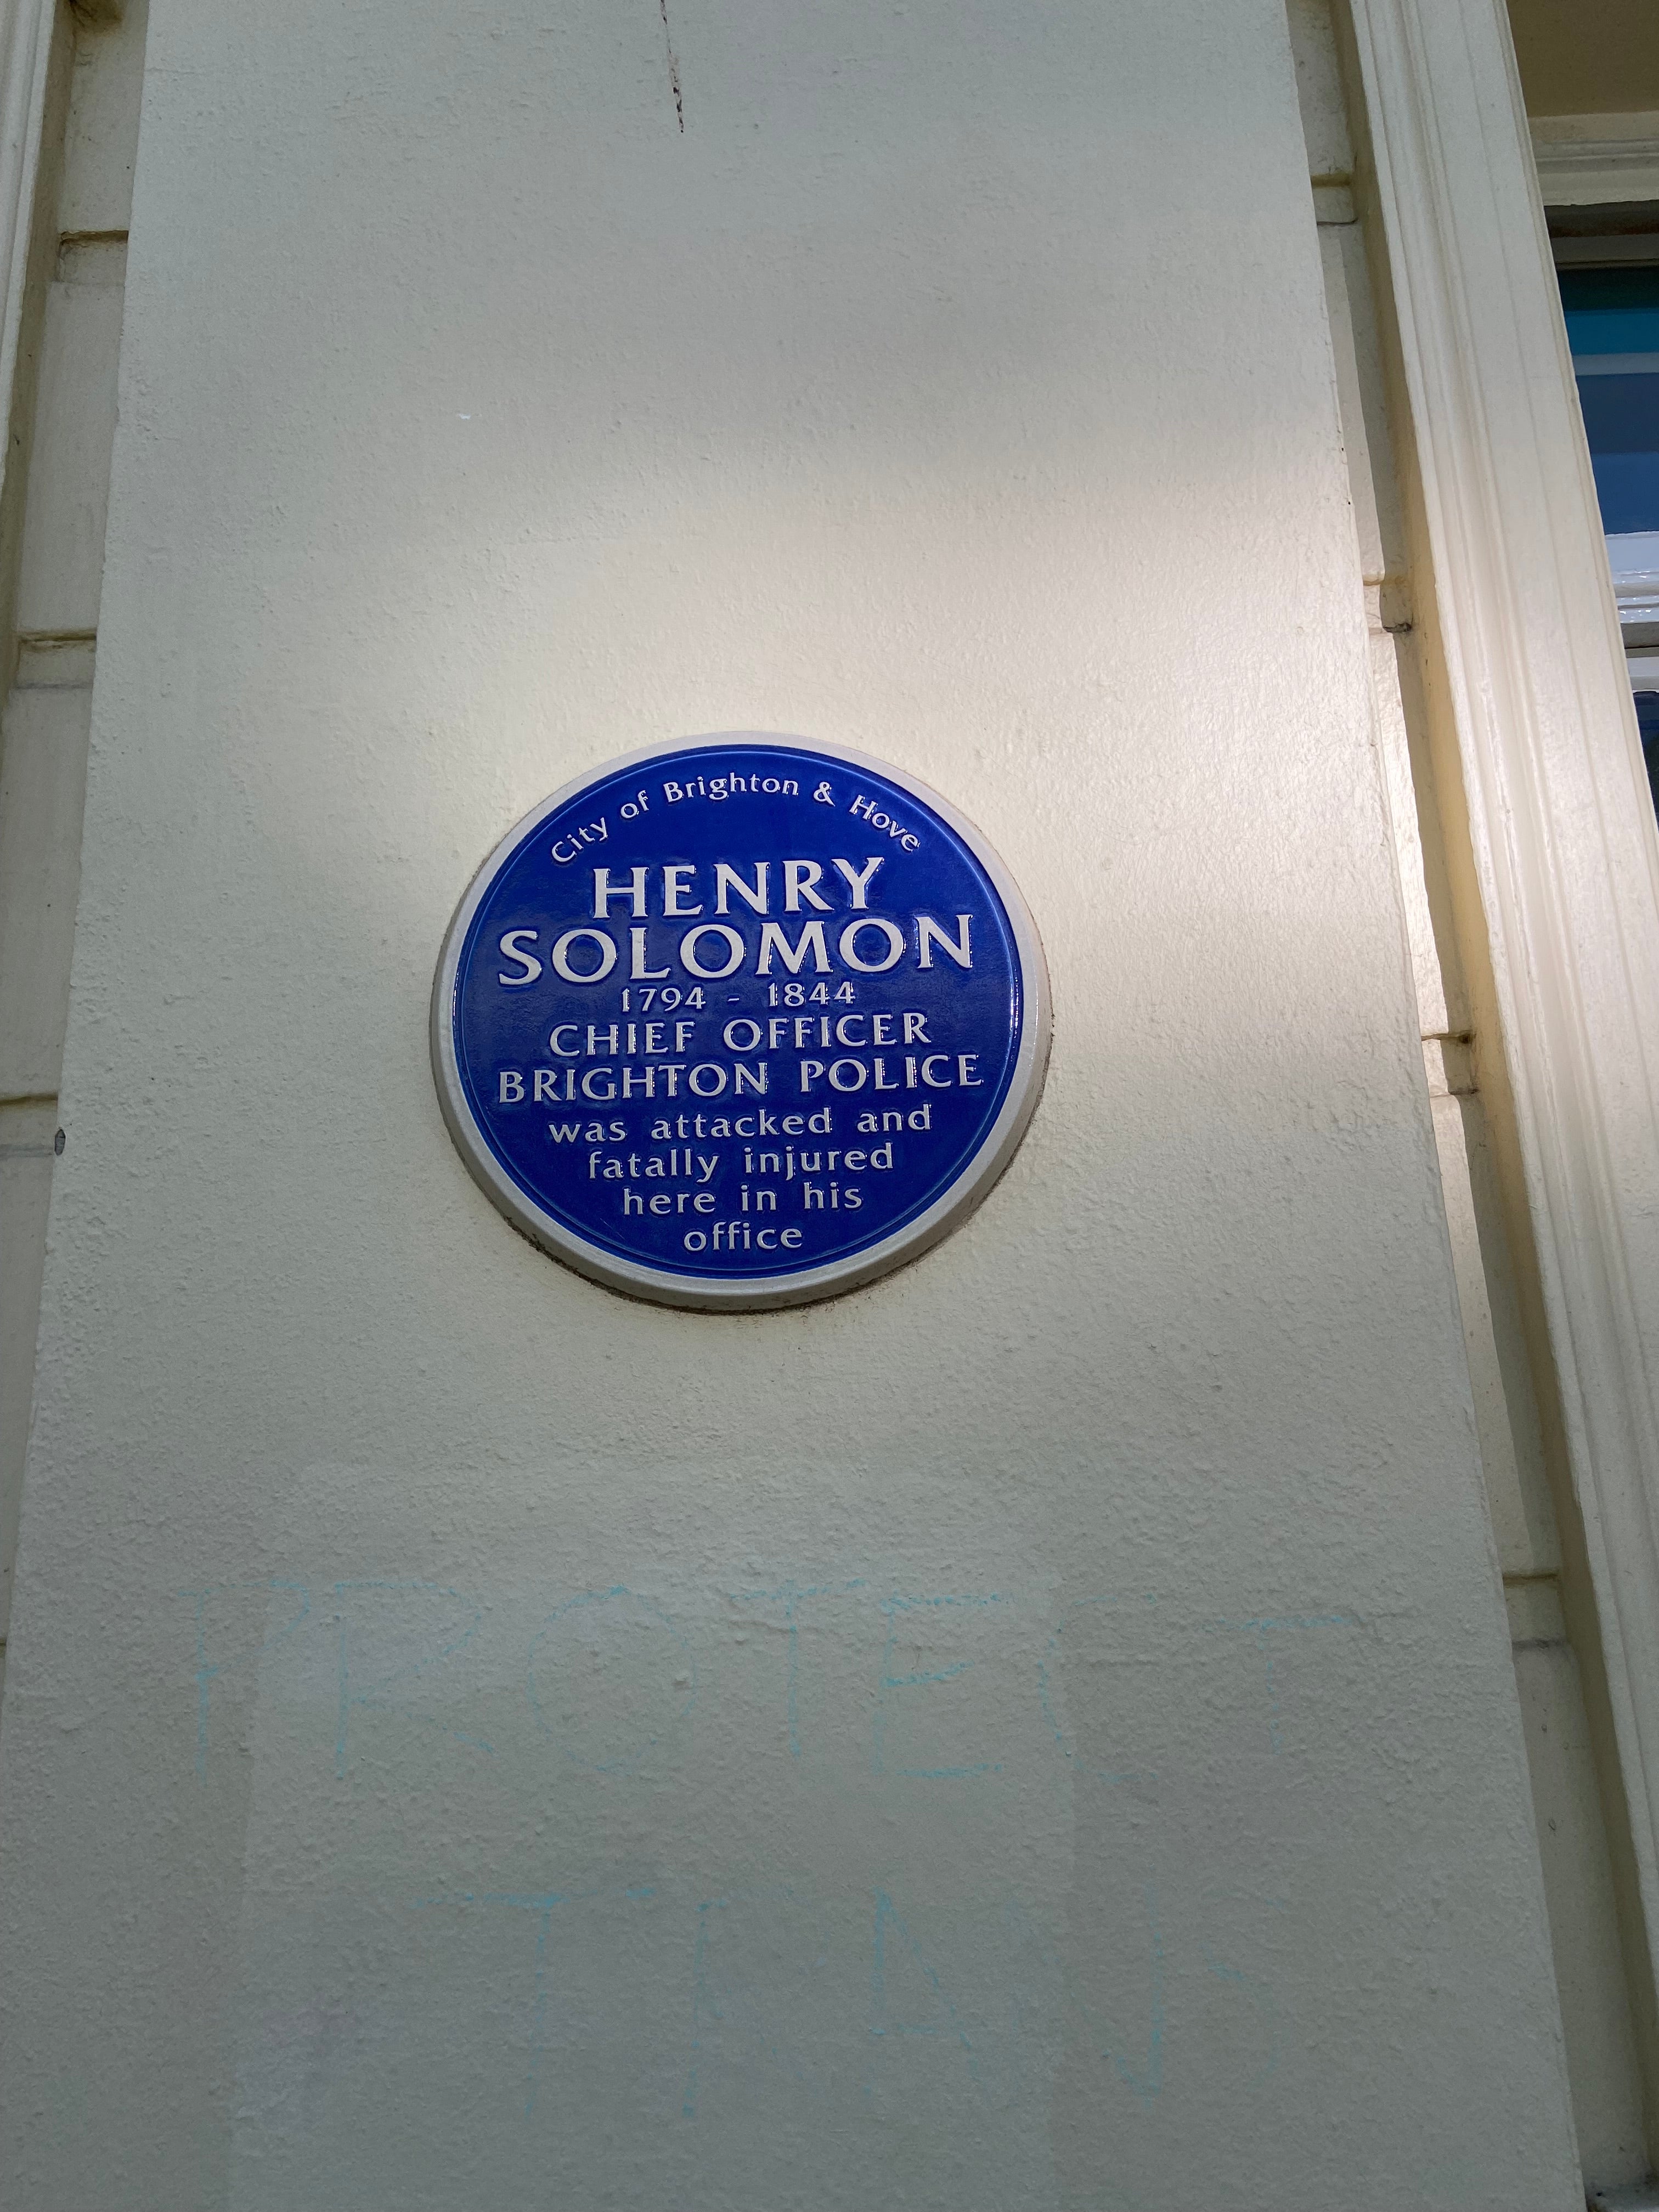 City of Brighton & Hove
HENRY
SOLOMON
1794 - 1844
CHIEF OFFICER
BRIGHTON POLICE
was attacked and
fatally injured
here in his
office
PROTECT